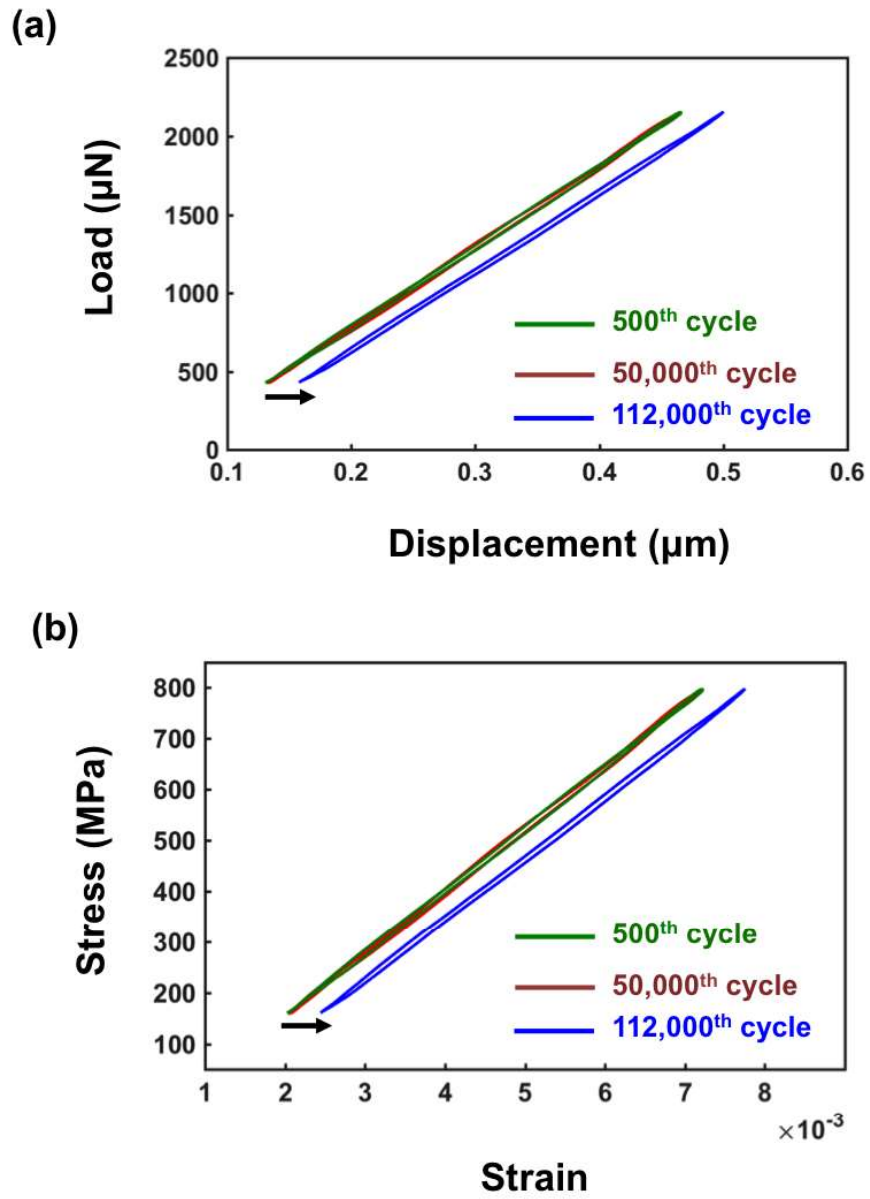 (a)
2500
2000
1500
1000
500
0
Load (µN)
500th cycle
50,000th cycle
112,000th cycle
0.1 0.2 0.3 0.4 0.5 0.6
Displacement (µm)
(b)
800
700
600
500
400
300
200
100
Stress (MPa)
500th cycle
50,000th cycle
112,000th cycle
1 2 3 4 5 6 7 8
×10-3
Strain